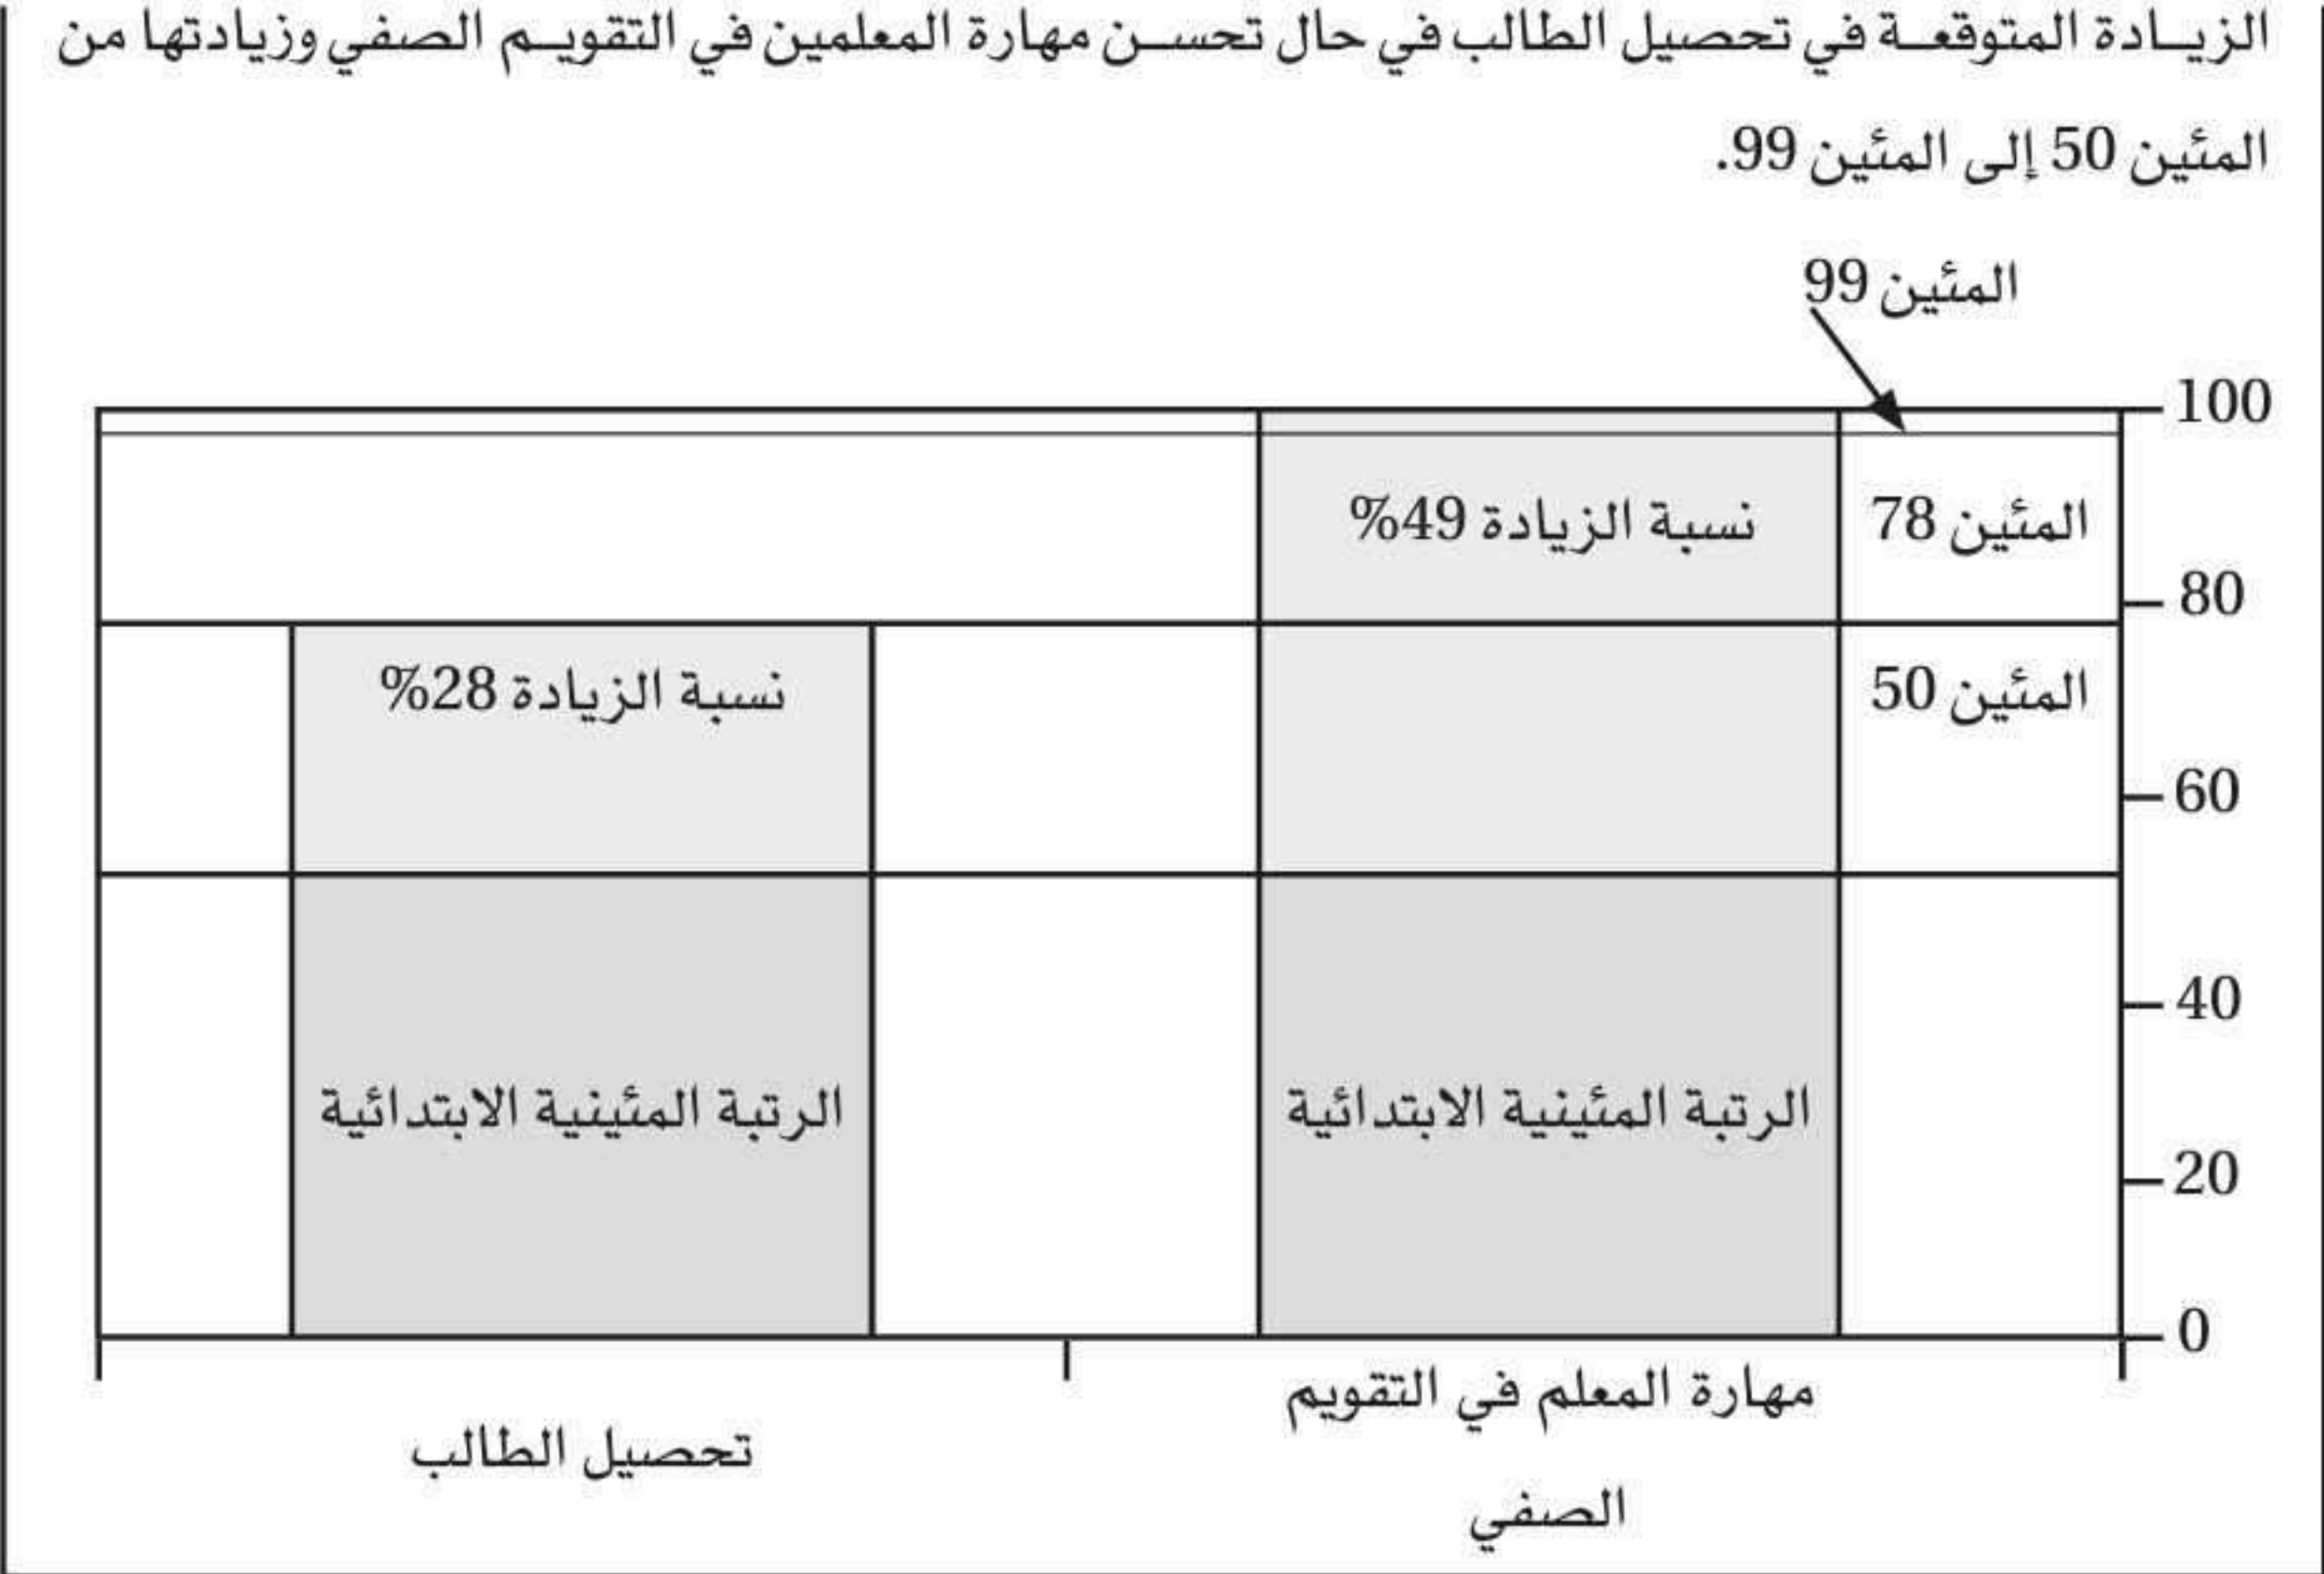 الزيادة المتوقعة في تحصيل الطالب في حال تحسن مهارة المعلمين في التقويم الصفي وزيادتها من
المئين 50 إلى المئين 99.
المئين 99
100
المئين 78
نسبة الزيادة 49%
80
المئين 50
نسبة الزيادة 28%
60
40
الرتبة المئينية الابتدائية
الرتبة المئينية الابتدائية
20
0
مهارة المعلم في التقويم
الصفي
تحصيل الطالب